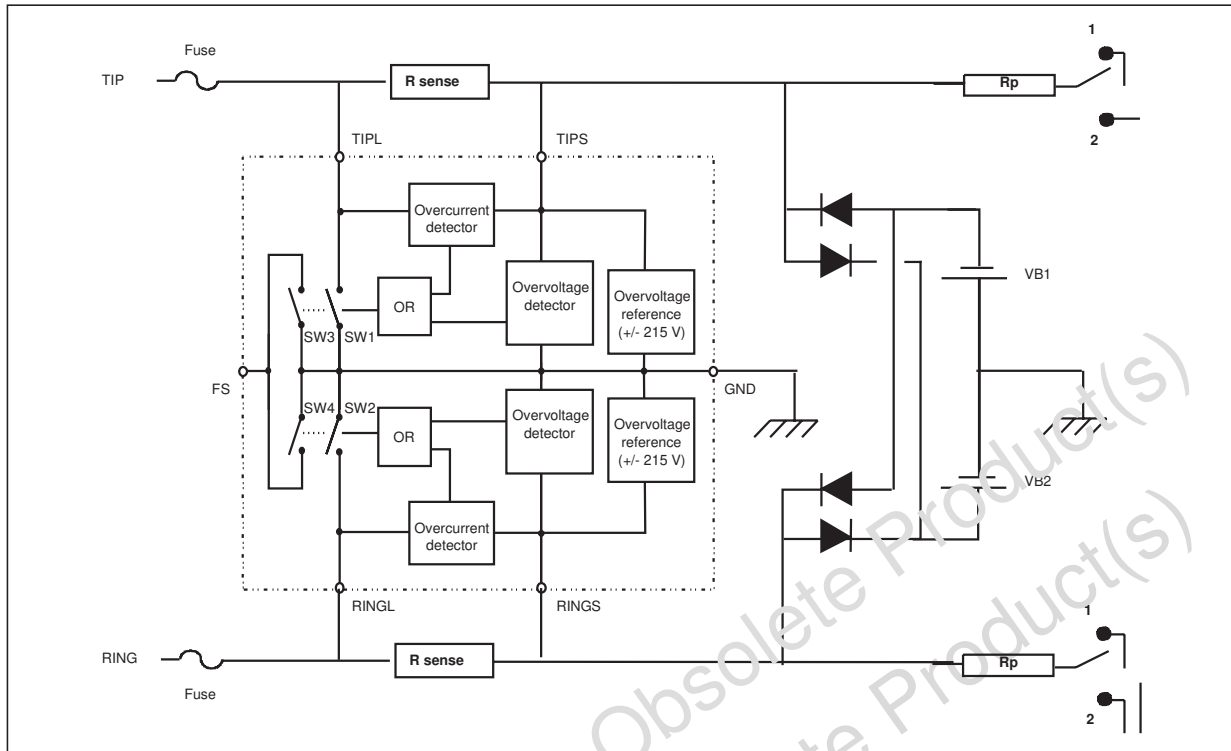 Fuse
1
TIP
R sense
Rp
2
TIPL
TIPS
Overcurrent
detector
Overvoltage
detector
Overvoltage
reference
(+/- 215 V)
OR
VB1
SW3
SW1
FS
GND
SW4
SW2
OR
Overvoltage
detector
Overvoltage
reference
(+/- 215 V)
VB2
Overcurrent
detector
RINGL
RINGS
1
RING
R sense
Rp
Fuse
2
Obsolete Product(s)
Obsolete Product(s)